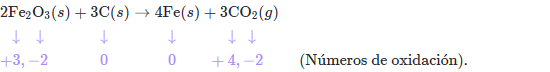 2Fe₂O₃(s) + 3C(s) → 4Fe(s) + 3CO₂(g)
↓ ↓ ↓ ↓ ↓ ↓
+3, −2 0 0 +4, −2 (Números de oxidación).